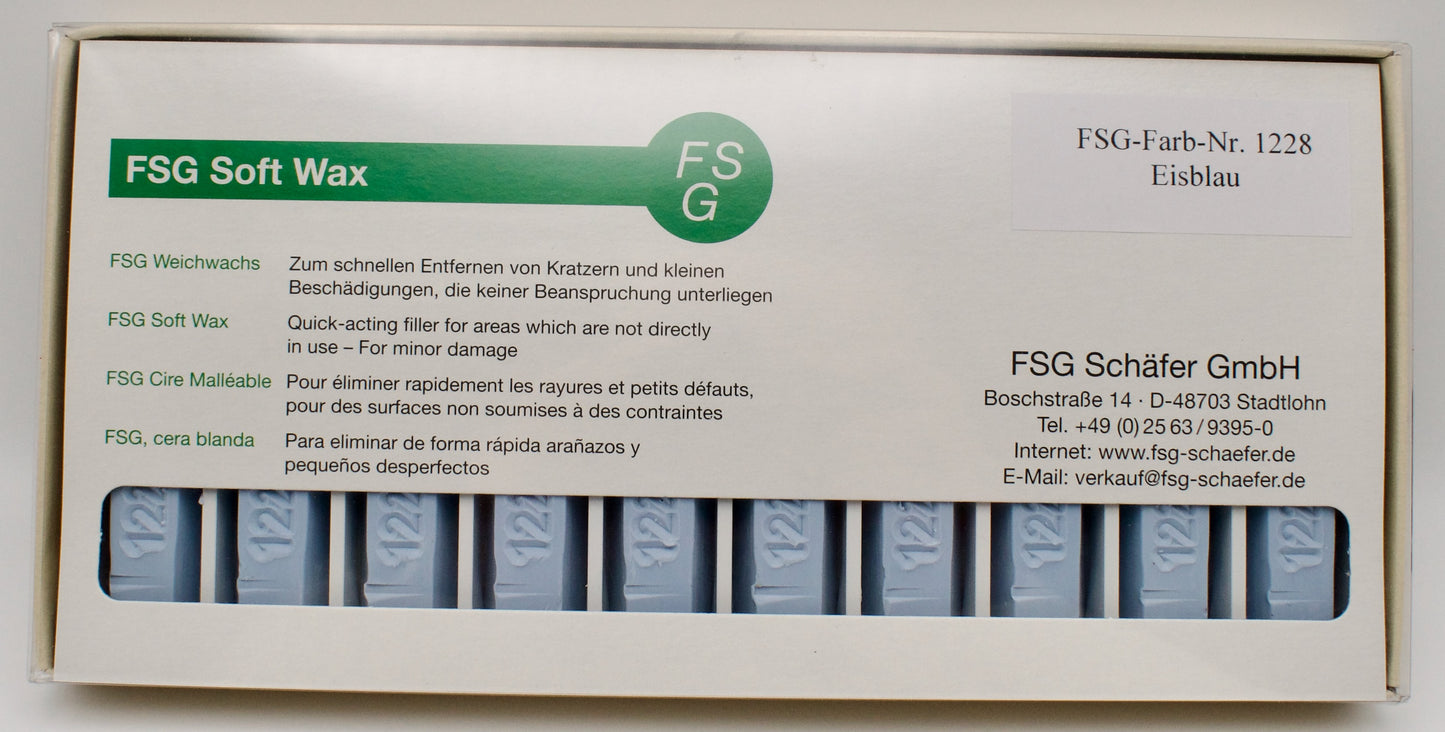 FSG Soft Wax
FS
G
FSG-Farb-Nr. 1228
Eisblau
FSG Weichwachs
Zum schnellen Entfernen von Kratzern und kleinen
Beschädigungen, die keiner Beanspruchung unterliegen
FSG Soft Wax
Quick-acting filler for areas which are not directly
in use – For minor damage
FSG Cire Malléable
Pour éliminer rapidement les rayures et petits défauts,
pour des surfaces non soumises à des contraintes
FSG, cera blanda
Para eliminar de forma rápida arañazos y
pequeños desperfectos
FSG Schäfer GmbH
Boschstraße 14 · D-48703 Stadtlohn
Tel. +49 (0) 25 63 / 9395-0
Internet: www.fsg-schaefer.de
E-Mail: verkauf@fsg-schaefer.de